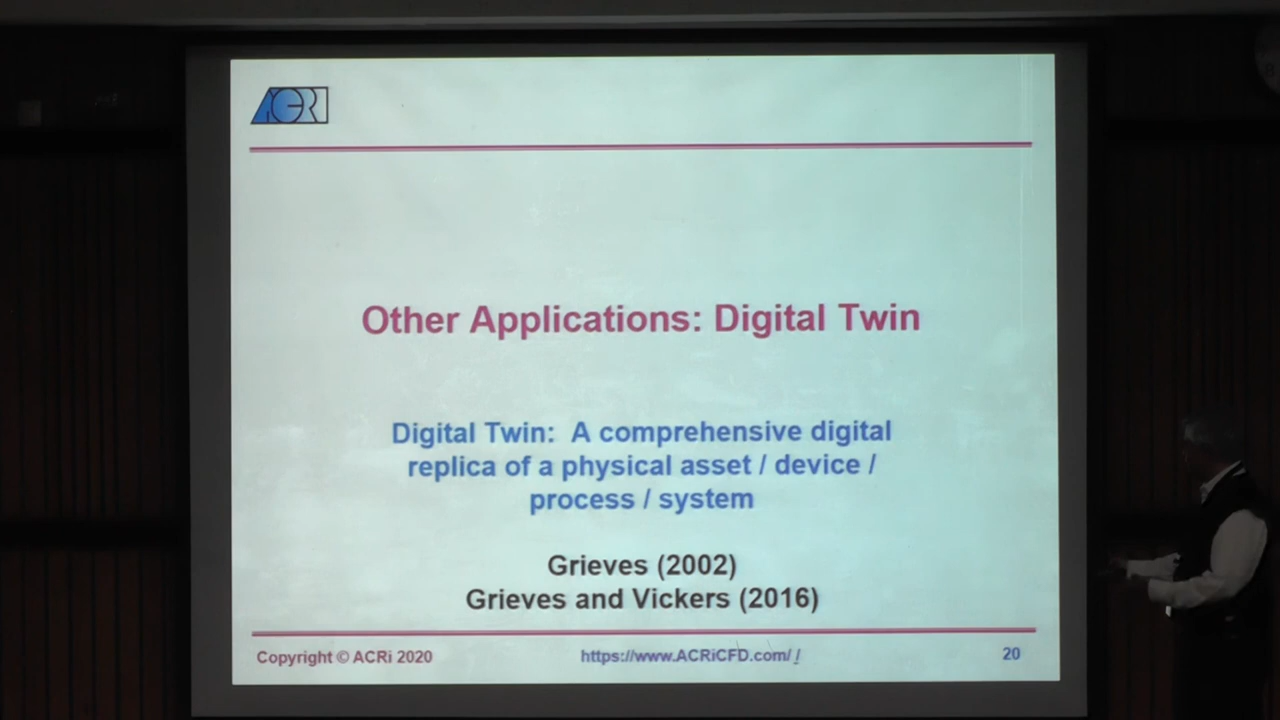 ACRi
Other Applications: Digital Twin
Digital Twin: A comprehensive digital
replica of a physical asset / device /
process / system
Grieves (2002)
Grieves and Vickers (2016)
Copyright © ACRi 2020
https://www.ACRiCFD.com/ /
20